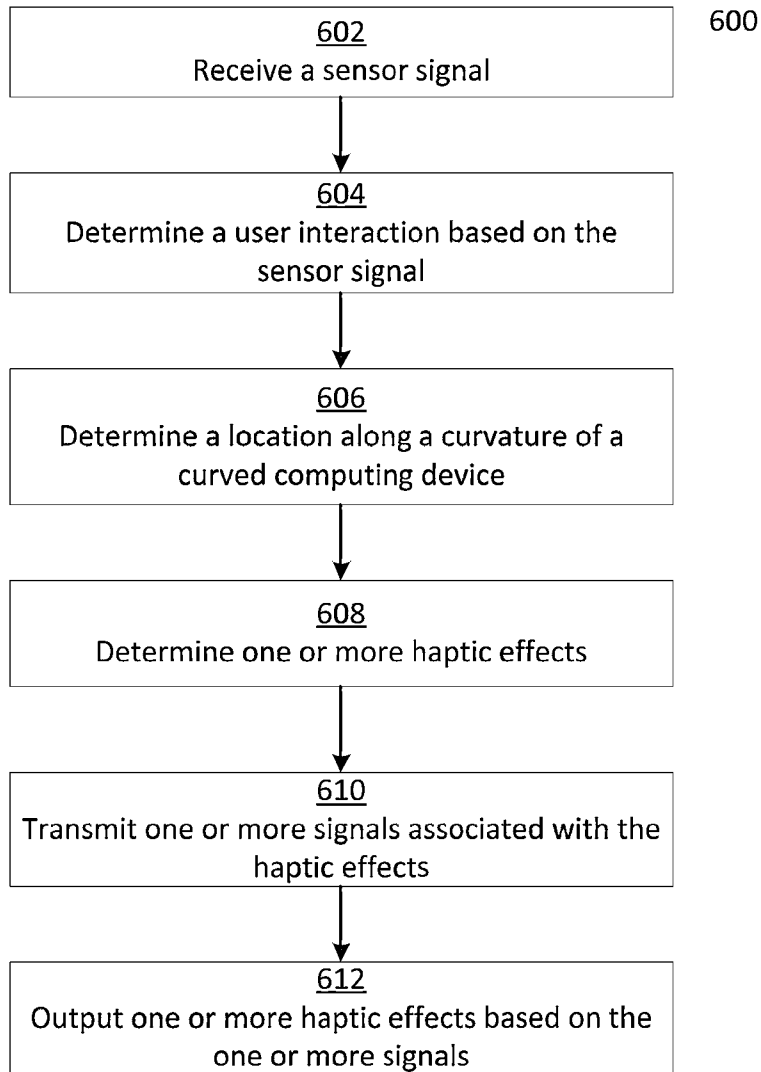 600
602
Receive a sensor signal
604
Determine a user interaction based on the
sensor signal
606
Determine a location along a curvature of a
curved computing device
608
Determine one or more haptic effects
610
Transmit one or more signals associated with the
haptic effects
612
Output one or more haptic effects based on the
one or more signals